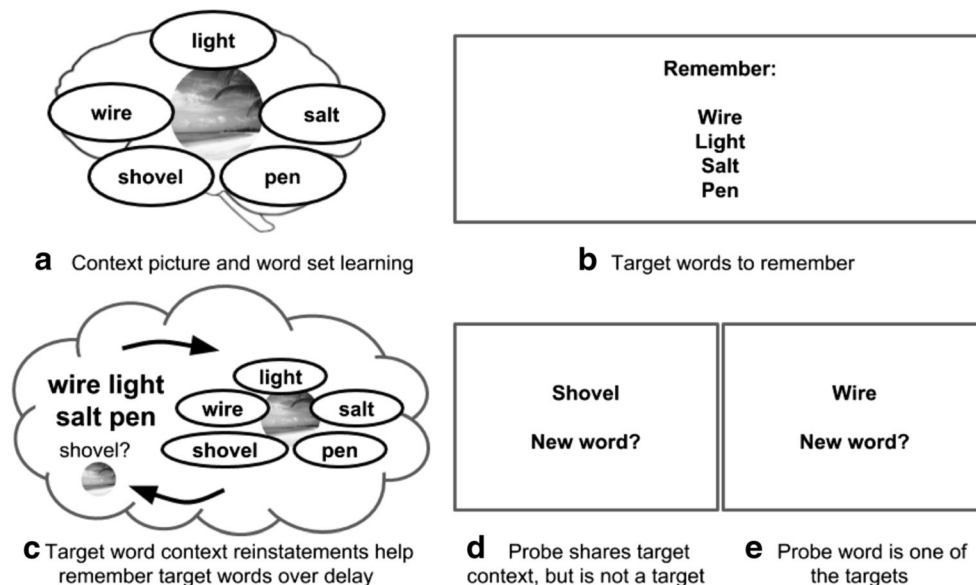 light
wire
salt
shovel
pen
a Context picture and word set learning
Remember:
Wire
Light
Salt
Pen
b Target words to remember
wire light
salt pen
shovel?
light
wire
salt
shovel
pen
c Target word context reinstatements help
remember target words over delay
Shovel
New word?
d Probe shares target
context, but is not a target
Wire
New word?
e Probe word is one of
the targets